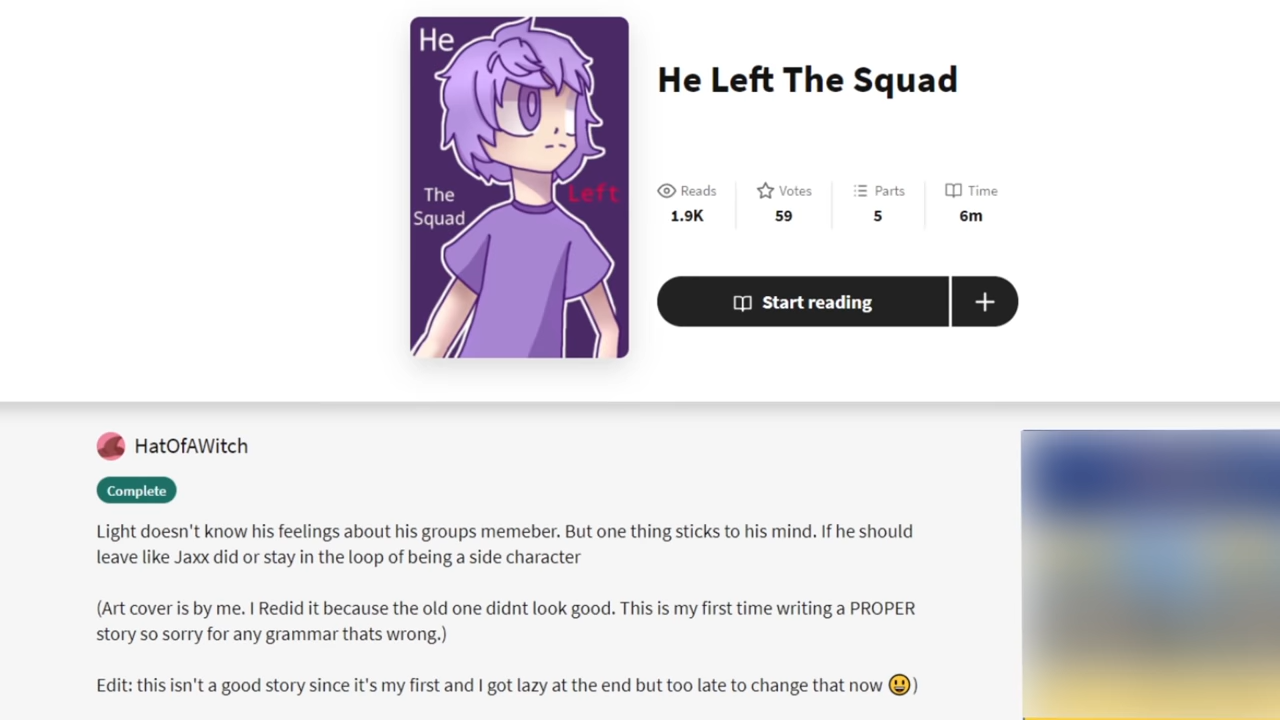 He
The
Squad
Left
He Left The Squad
Reads
1.9K
Votes
59
Parts
5
Time
6m
Start reading
HatOfAWitch
Complete
Light doesn't know his feelings about his groups memeber. But one thing sticks to his mind. If he should
leave like Jaxx did or stay in the loop of being a side character
(Art cover is by me. I Redid it because the old one didnt look good. This is my first time writing a PROPER
story so sorry for any grammar thats wrong.)
Edit: this isn't a good story since it's my first and I got lazy at the end but too late to change that now 😃)